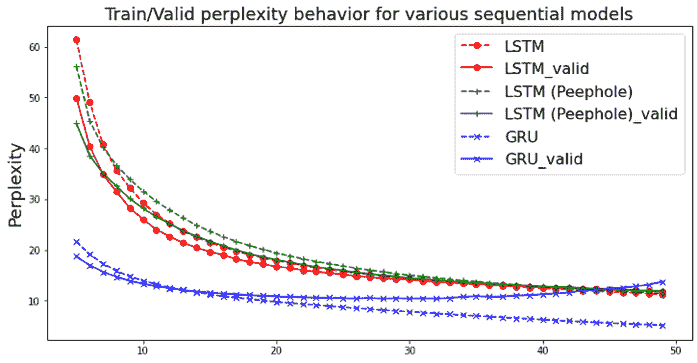 Train/Valid perplexity behavior for various sequential models
Perplexity
60
50
40
30
20
10
LSTM
LSTM_valid
LSTM (Peephole)
LSTM (Peephole)_valid
GRU
GRU_valid
10
20
30
40
50